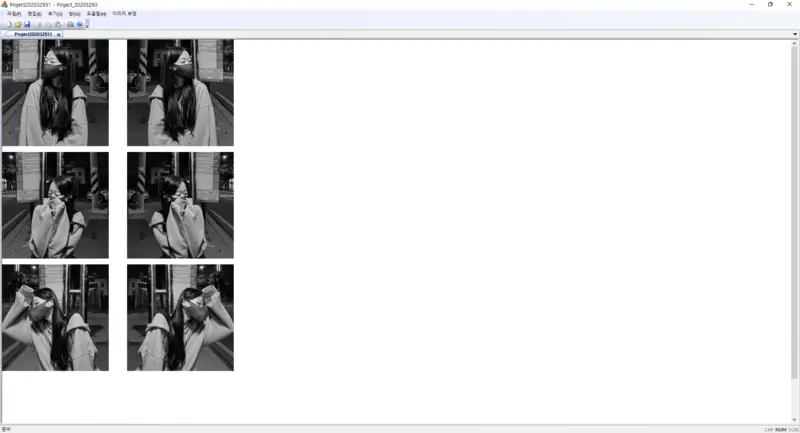 Project202032931 - Project_20203293
파일(F) 편집(E) 보기(V) 창(W) 도움말(H) 이미지 보정
Project202032931
준비
CAP NUM SCRL